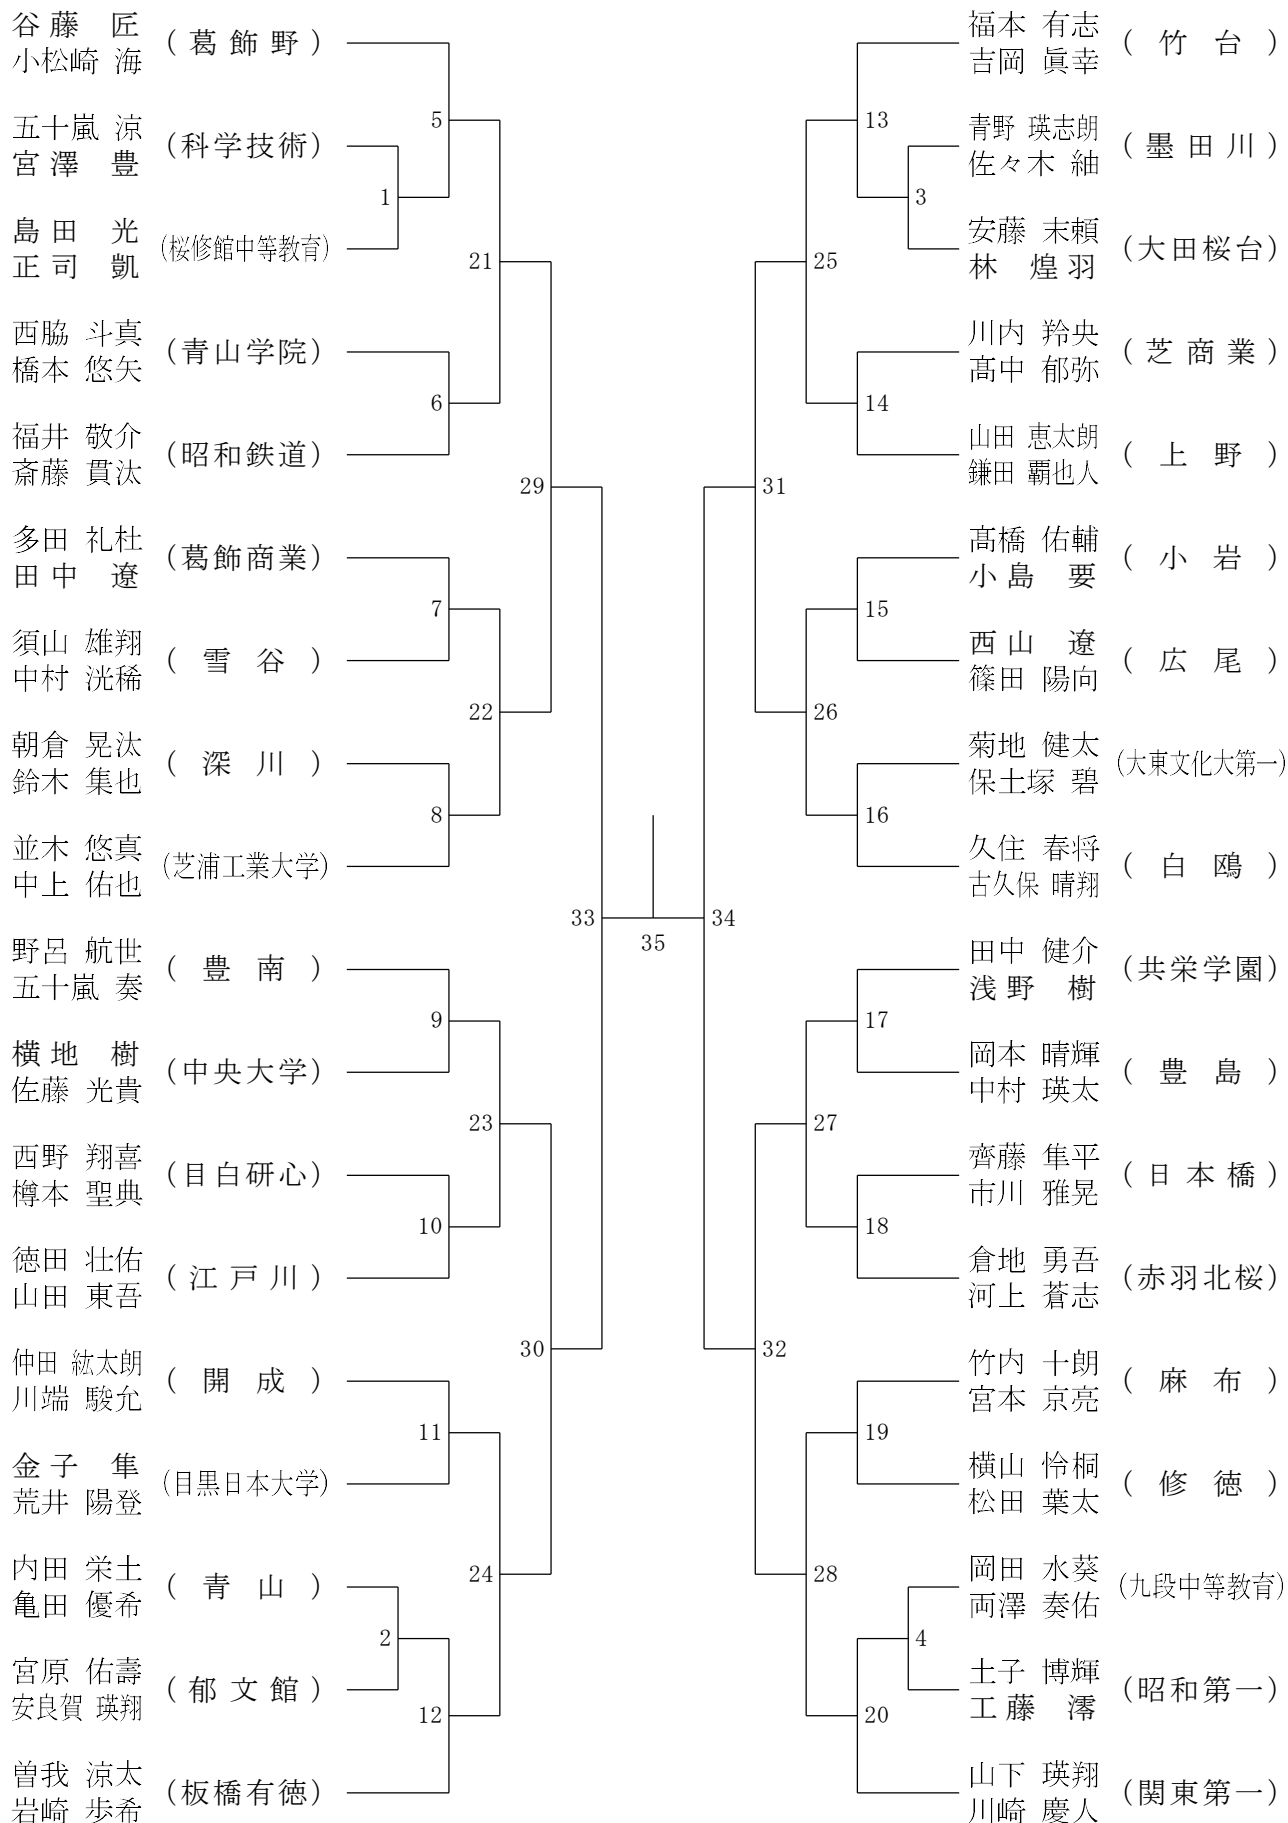 谷藤 匠
小松崎 海
(葛飾野)
五十嵐 涼
宮澤 豊
(科学技術)
島田 光
正司 凱
(桜修館中等教育)
西脇 斗真
橋本 悠矢
(青山学院)
福井 敬介
斎藤 貫汰
(昭和鉄道)
多田 礼杜
田中 遼
(葛飾商業)
須山 雄翔
中村 洸稀
(雪谷)
朝倉 晃汰
鈴木 集也
(深川)
並木 悠真
中上 佑也
(芝浦工業大学)
野呂 航世
五十嵐 奏
(豊南)
横地 樹
佐藤 光貴
(中央大学)
西野 翔喜
樽本 聖典
(目白研心)
徳田 壮佑
山田 東吾
(江戸川)
仲田 紘太朗
川端 駿允
(開成)
金子 隼
荒井 陽登
(目黒日本大学)
内田 栄士
亀田 優希
(青山)
宮原 佑壽
安良賀 瑛翔
(郁文館)
曽我 涼太
岩崎 歩希
(板橋有徳)
5
1
21
6
29
7
22
8
33
9
23
10
30
11
24
2
12
35
福本 有志
吉岡 眞幸
(竹台)
青野 瑛志朗
佐々木 紬
(墨田川)
安藤 末頼
林 煌羽
(大田桜台)
川内 羚央
髙中 郁弥
(芝商業)
山田 恵太朗
鎌田 覇也人
(上野)
髙橋 佑輔
小島 要
(小岩)
西山 遼
篠田 陽向
(広尾)
菊地 健太
保土塚 碧
(大東文化大第一)
久住 春将
古久保 晴翔
(白鴎)
田中 健介
浅野 樹
(共栄学園)
岡本 晴輝
中村 瑛太
(豊島)
齊藤 隼平
市川 雅晃
(日本橋)
倉地 勇吾
河上 蒼志
(赤羽北桜)
竹内 十朗
宮本 京亮
(麻布)
横山 怜桐
松田 葉太
(修徳)
岡田 水葵
両澤 奏佑
(九段中等教育)
土子 博輝
工藤 澪
(昭和第一)
山下 瑛翔
川崎 慶人
(関東第一)
13
3
25
14
31
15
26
16
34
17
27
18
32
19
28
4
20